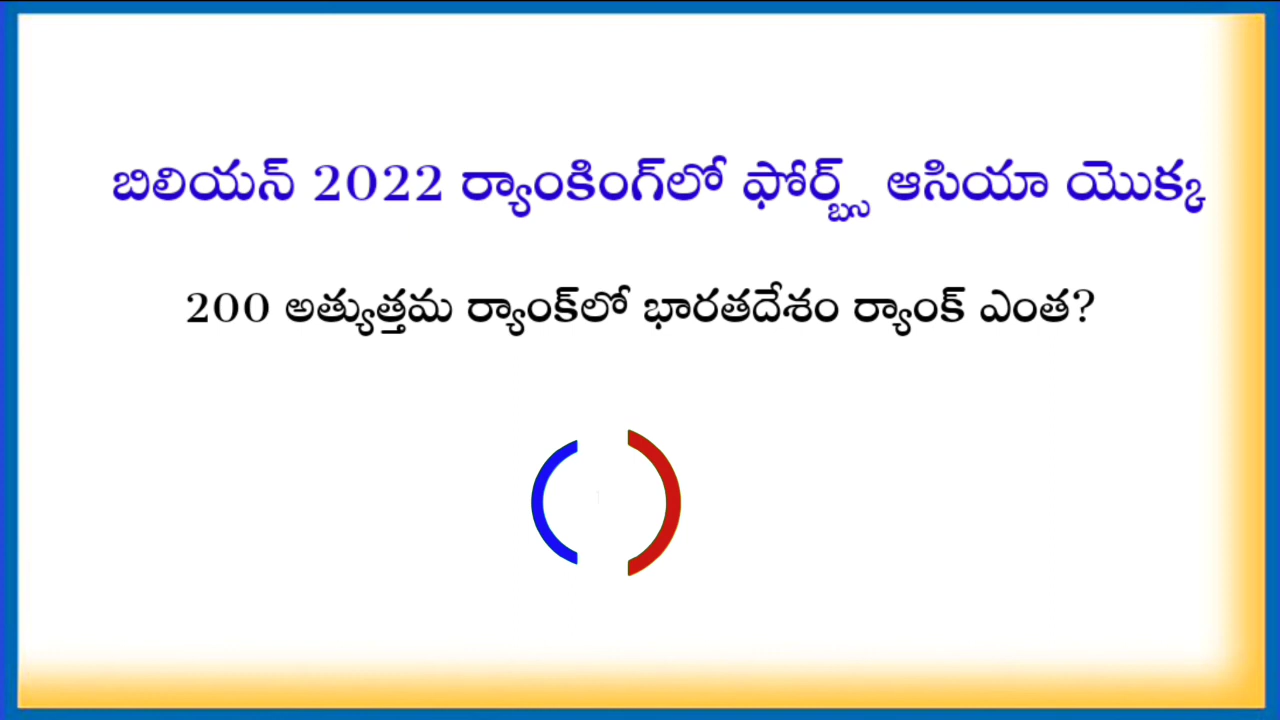 బిలియన్ 2022 ర్యాంకింగ్‌లో ఫోర్బ్స్ ఆసియా యొక్క
200 అత్యుత్తమ ర్యాంక్‌లో భారతదేశం ర్యాంక్ ఎంత?